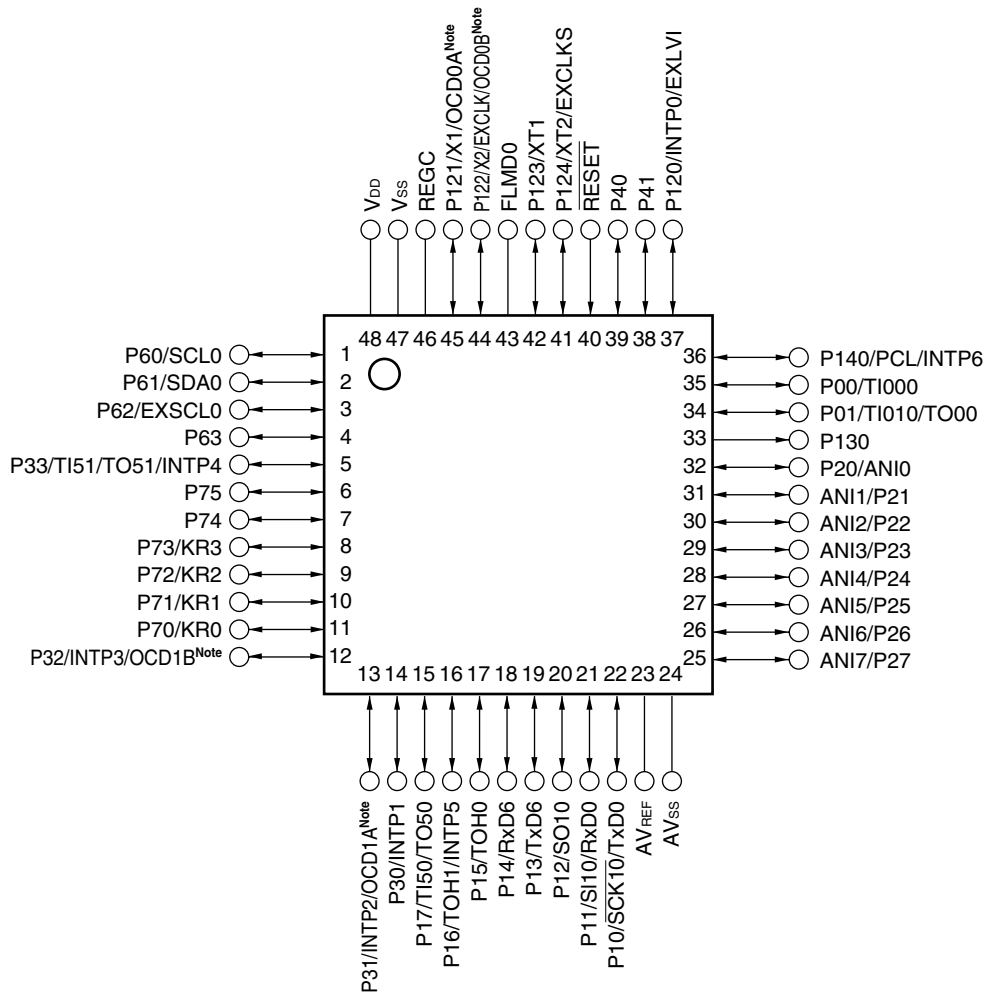 VDD
VSS
REGC
P121/X1/OCD0ANote
P122/X2/EXCLK/OCD0BNote
FLMD0
P123/XT1
P124/XT2/EXCLKS
RESET
P40
P41
P120/INTP0/EXLVI
48 47 46 45 44 43 42 41 40 39 38 37
P60/SCL0 1
P61/SDA0 2
P62/EXSCL0 3
P63 4
P33/TI51/TO51/INTP4 5
P75 6
P74 7
P73/KR3 8
P72/KR2 9
P71/KR1 10
P70/KR0 11
P32/INTP3/OCD1BNote 12
36 P140/PCL/INTP6
35 P00/TI000
34 P01/TI010/TO00
33 P130
32 P20/ANI0
31 ANI1/P21
30 ANI2/P22
29 ANI3/P23
28 ANI4/P24
27 ANI5/P25
26 ANI6/P26
25 ANI7/P27
13 14 15 16 17 18 19 20 21 22 23 24
P31/INTP2/OCD1ANote
P30/INTP1
P17/TI50/TO50
P16/TOH1/INTP5
P15/TOH0
P14/RxD6
P13/TxD6
P12/SO10
P11/SI10/RxD0
P10/SCK10/TxD0
AVREF
AVSS